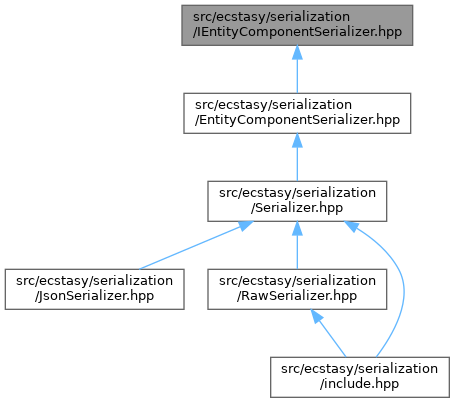 src/ecstasy/serialization
/IEntityComponentSerializer.hpp
src/ecstasy/serialization
/EntityComponentSerializer.hpp
src/ecstasy/serialization
/Serializer.hpp
src/ecstasy/serialization
/JsonSerializer.hpp
src/ecstasy/serialization
/RawSerializer.hpp
src/ecstasy/serialization
/include.hpp